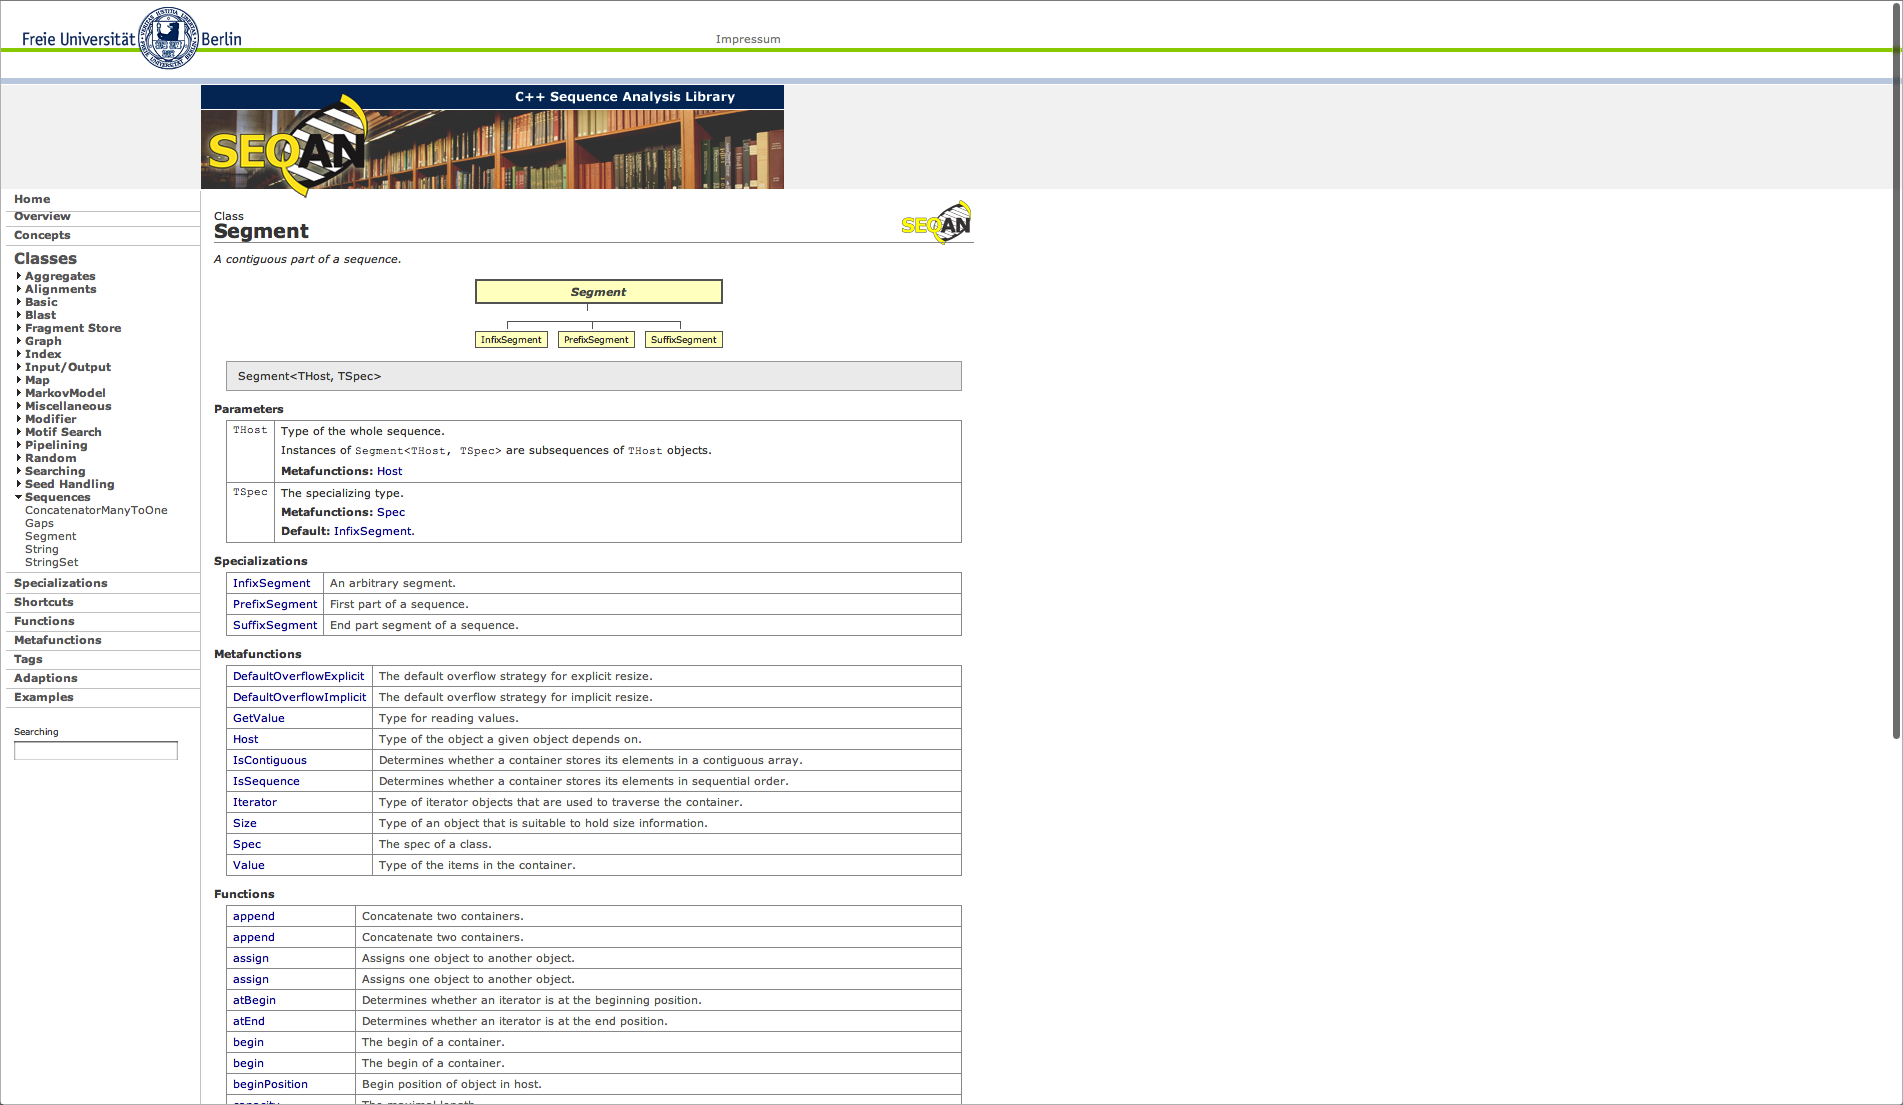 Freie Universität Berlin
Impressum
C++ Sequence Analysis Library
SEQAN
Home
Overview
Concepts
Classes
Aggregates
Alignments
Basic
Blast
Fragment Store
Graph
Index
Input/Output
Map
MarkovModel
Miscellaneous
Modifier
Motif Search
Pipelining
Random
Searching
Seed Handling
Sequences
ConcatenatorManyToOne
Gaps
Segment
String
StringSet
Specializations
Shortcuts
Functions
Metafunctions
Tags
Adaptions
Examples
Searching
Class
Segment
SEQAN
A contiguous part of a sequence.
Segment
InfixSegment PrefixSegment SuffixSegment
Segment<THost, TSpec>
Parameters
THost Type of the whole sequence.
Instances of Segment<THost, TSpec> are subsequences of THost objects.
Metafunctions: Host
TSpec The specializing type.
Metafunctions: Spec
Default: InfixSegment.
Specializations
InfixSegment An arbitrary segment.
PrefixSegment First part of a sequence.
SuffixSegment End part segment of a sequence.
Metafunctions
DefaultOverflowExplicit The default overflow strategy for explicit resize.
DefaultOverflowImplicit The default overflow strategy for implicit resize.
GetValue Type for reading values.
Host Type of the object a given object depends on.
IsContiguous Determines whether a container stores its elements in a contiguous array.
IsSequence Determines whether a container stores its elements in sequential order.
Iterator Type of iterator objects that are used to traverse the container.
Size Type of an object that is suitable to hold size information.
Spec The spec of a class.
Value Type of the items in the container.
Functions
append Concatenate two containers.
append Concatenate two containers.
assign Assigns one object to another object.
assign Assigns one object to another object.
atBegin Determines whether an iterator is at the beginning position.
atEnd Determines whether an iterator is at the end position.
begin The begin of a container.
begin The begin of a container.
beginPosition Begin position of object in host.
capacity The maximal length.